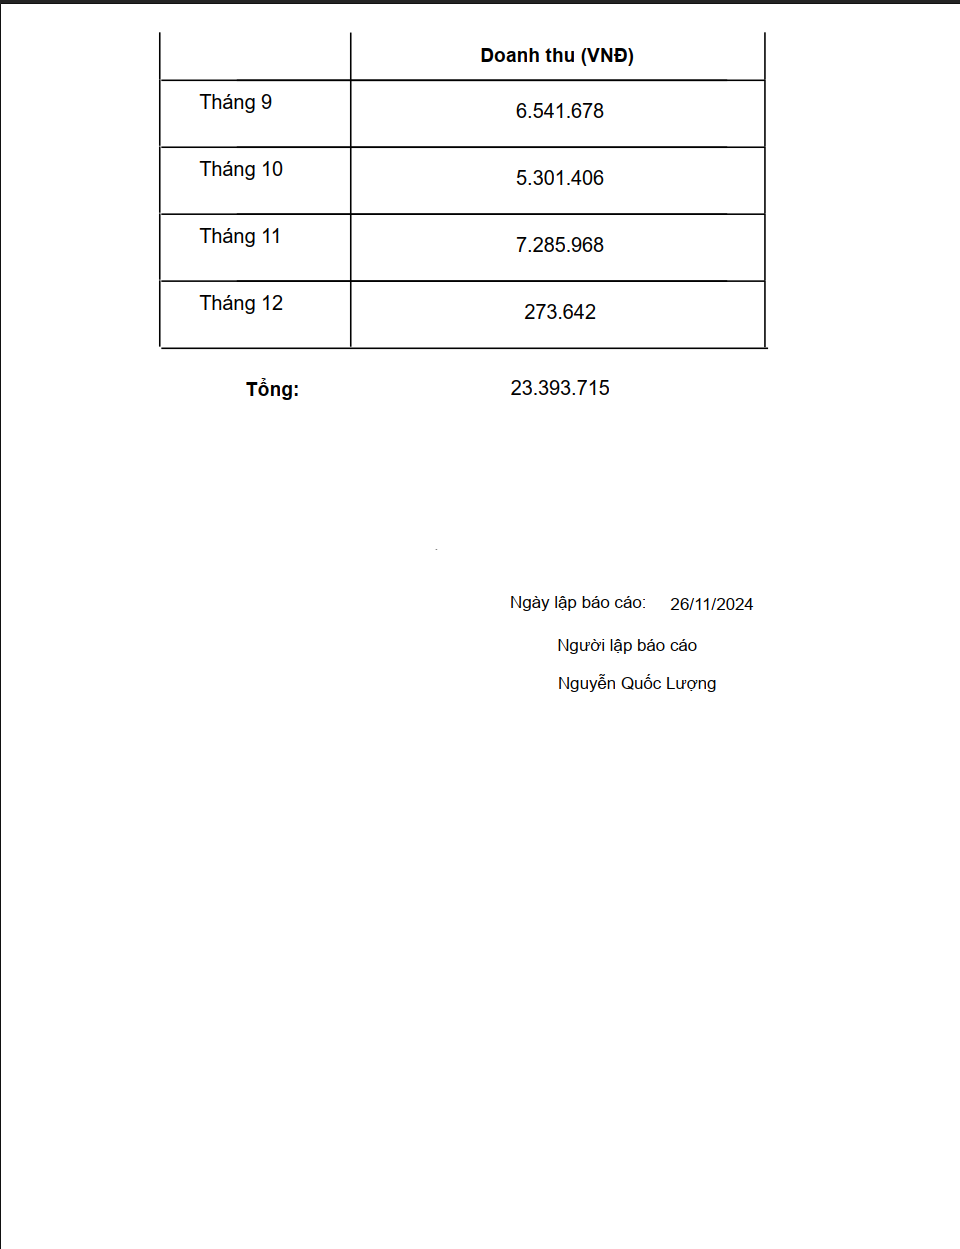 Doanh thu (VNĐ)
Tháng 9 6.541.678
Tháng 10 5.301.406
Tháng 11 7.285.968
Tháng 12 273.642
Tổng: 23.393.715
Ngày lập báo cáo: 26/11/2024
Người lập báo cáo
Nguyễn Quốc Lượng